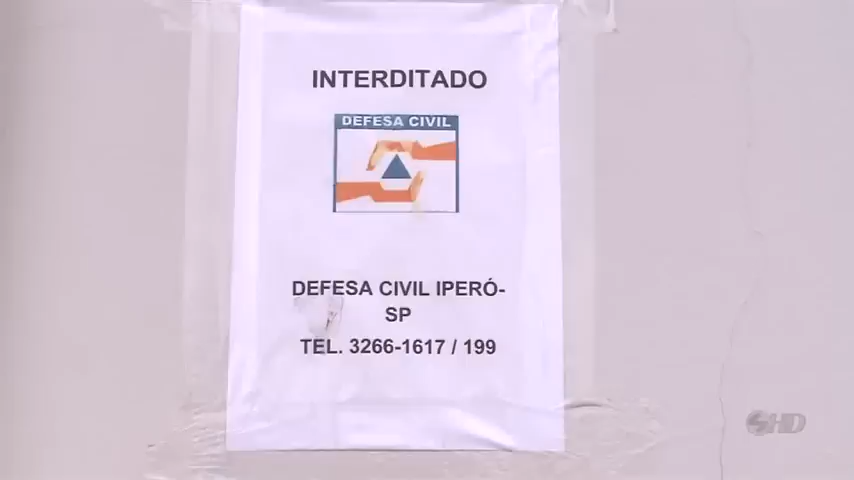 INTERDITADO
DEFESA CIVIL
DEFESA CIVIL IPERÓ-
SP
TEL. 3266-1617 / 199
HD